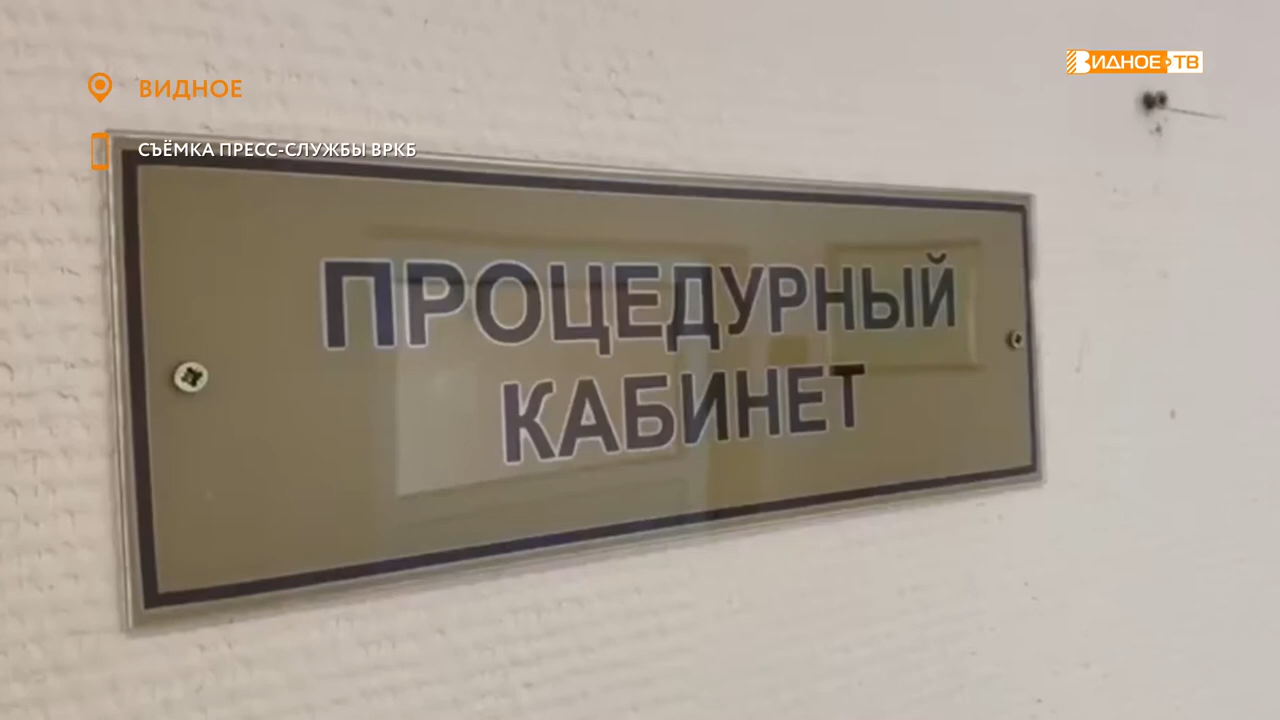 ВИДНОЕ
ВИДНОЕ ТВ
СЪЁМКА ПРЕСС-СЛУЖБЫ ВРКБ
ПРОЦЕДУРНЫЙ
КАБИНЕТ